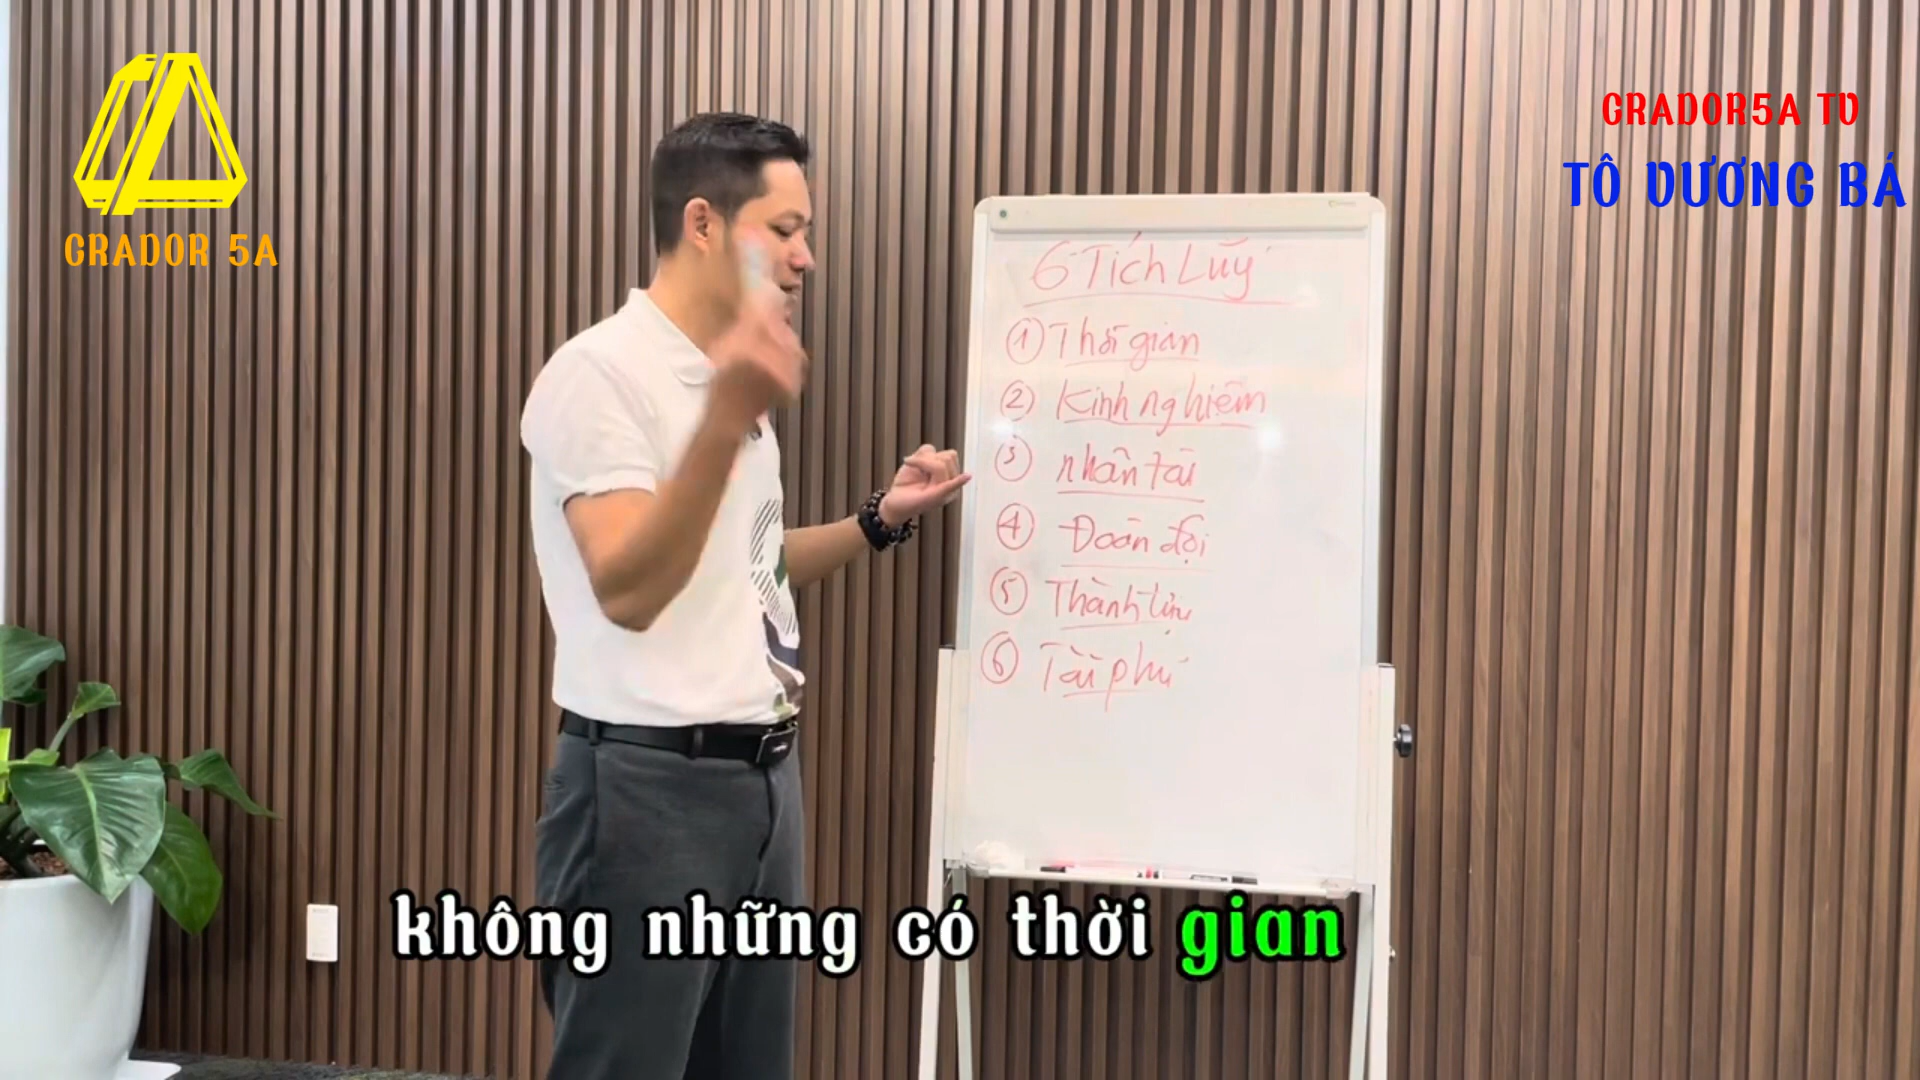 GRADOR 5A
GRADOR5A TV
TÔ VƯƠNG BÁ
6 Tích Lũy
① Thời gian
② Kinh nghiệm
③ nhân tài
④ Đoàn đội
⑤ Thành tựu
⑥ Tài phú
không những có thời gian